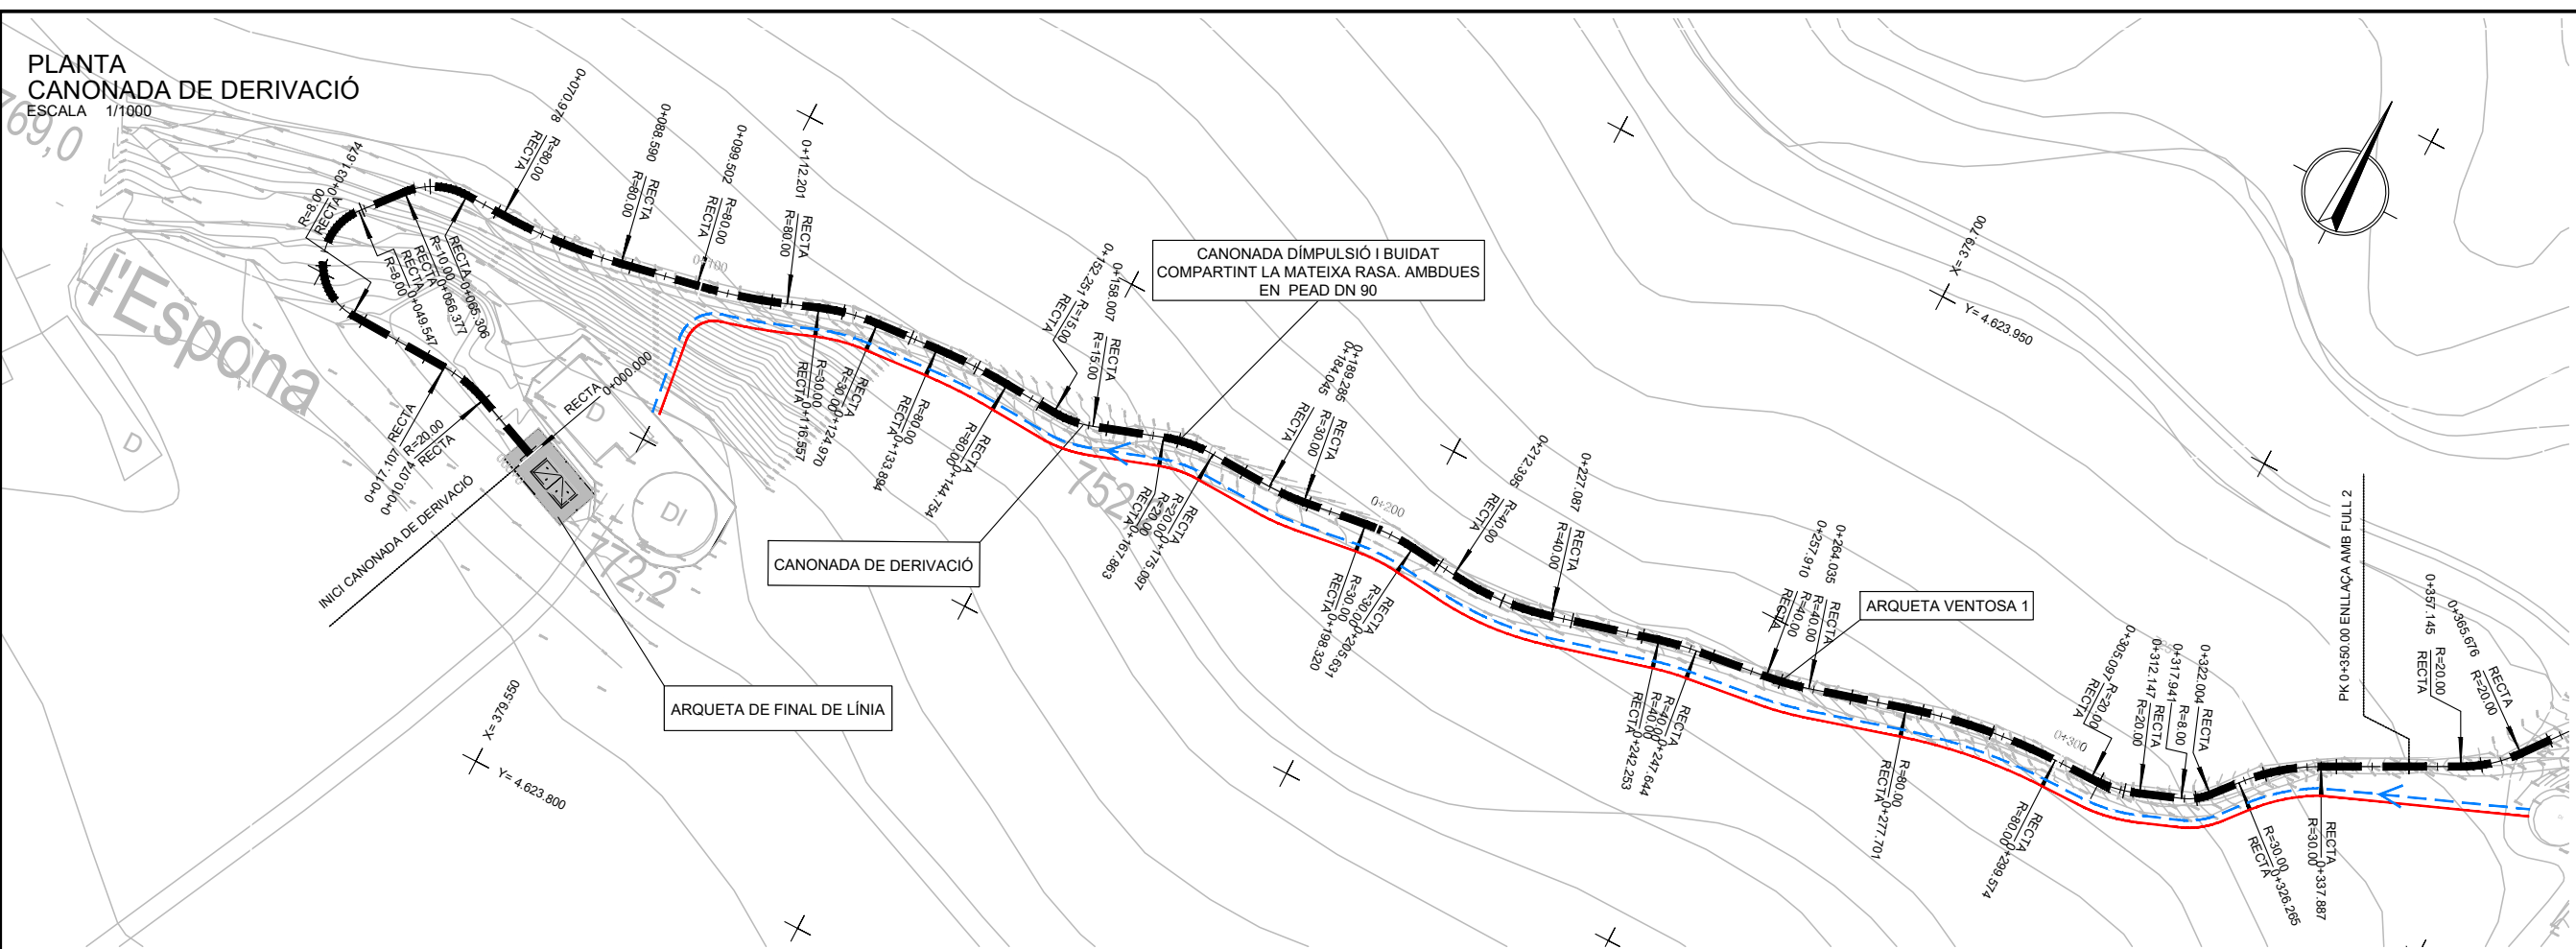 PLANTA
CANONADA DE DERIVACIÓ
ESCALA 1/1000
769,0
l'Espona
D
D
DI
772,2
752
INICI CANONADA DE DERIVACIÓ
RECTA 0+000.000
0+010.074 R=20.00
RECTA
0+017.107 RECTA
R=8.00
RECTA 0+031.674
R=8.00
RECTA 0+049.547
RECTA 0+056.377
R=10.00
RECTA 0+065.306
0+070.978
R=80.00
RECTA
0+088.590 RECTA
R=80.00
0+099.502 R=80.00
RECTA
0+100
0+112.201 RECTA
R=80.00
R=30.00
RECTA 0+116.557
RECTA
R=30.00 0+124.970
R=80.00
RECTA 0+133.894
RECTA
R=80.00 0+144.754
0+152.251 R=15.00
RECTA
0+158.007 RECTA
R=15.00
CANONADA DÍMPULSIÓ I BUIDAT
COMPARTINT LA MATEIXA RASA. AMBDUES
EN PEAD DN 90
CANONADA DE DERIVACIÓ
ARQUETA DE FINAL DE LÍNIA
R=20.00
RECTA 0+167.863
RECTA
R=20.00 0+175.097
0+184.045
RECTA
0+189.285 RECTA
R=30.00
R=30.00
RECTA 0+198.320
0+200
RECTA
R=30.00 0+205.631
0+212.395 R=40.00
RECTA
0+227.087 RECTA
R=40.00
R=40.00
RECTA 0+242.253
RECTA
R=40.00 0+247.644
0+257.910 R=40.00
RECTA
0+264.035 RECTA
R=40.00
ARQUETA VENTOSA 1
R=80.00
RECTA 0+277.701
RECTA
R=80.00 0+299.574
0+300
0+305.097 R=20.00
RECTA
0+312.147 RECTA
R=20.00
0+317.941 R=8.00
0+322.004 RECTA
R=30.00
RECTA 0+326.265
RECTA
R=30.00 0+337.887
PK-0+350.00 ENLLAÇA AMB FULL 2
0+357.145 R=20.00
RECTA
0+365.676 RECTA
R=20.00
X= 379.700
Y= 4.623.950
X= 379.550
Y= 4.623.800